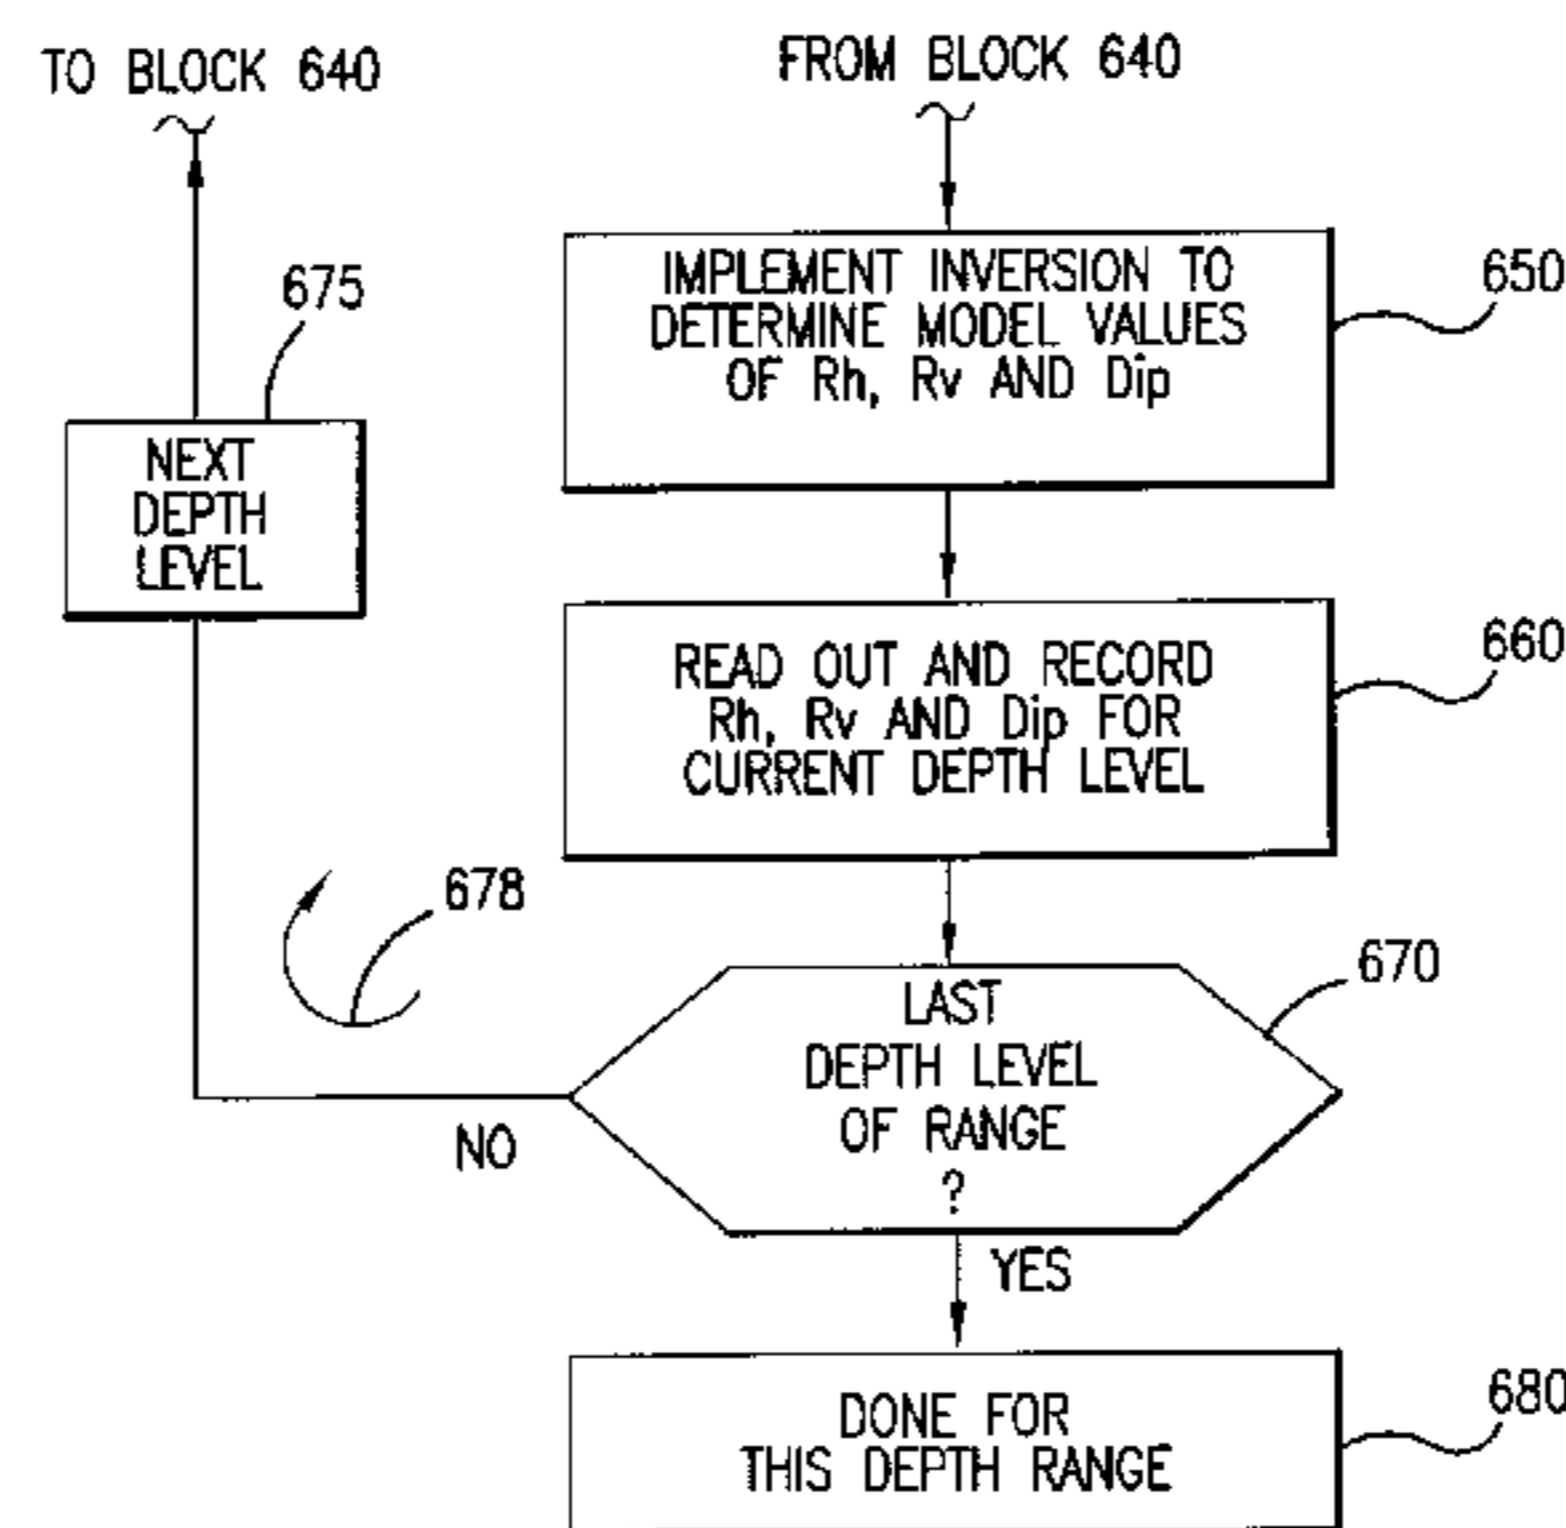 TO BLOCK 640
FROM BLOCK 640
675
NEXT
DEPTH
LEVEL
IMPLEMENT INVERSION TO
DETERMINE MODEL VALUES
OF Rh, Rv AND Dip
650
READ OUT AND RECORD
Rh, Rv AND Dip FOR
CURRENT DEPTH LEVEL
660
678
LAST
DEPTH LEVEL
OF RANGE
?
670
NO
YES
DONE FOR
THIS DEPTH RANGE
680